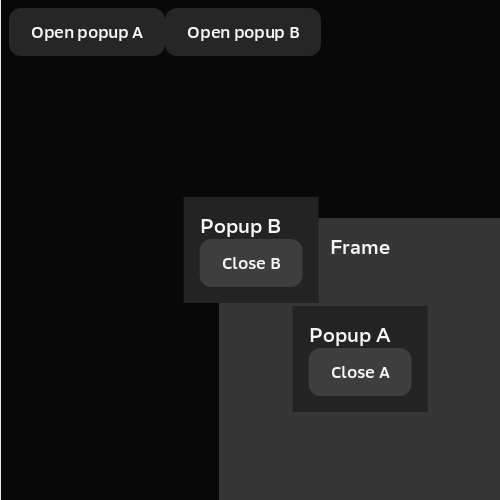 Open popup A
Open popup B
Popup B
Close B
Frame
Popup A
Close A